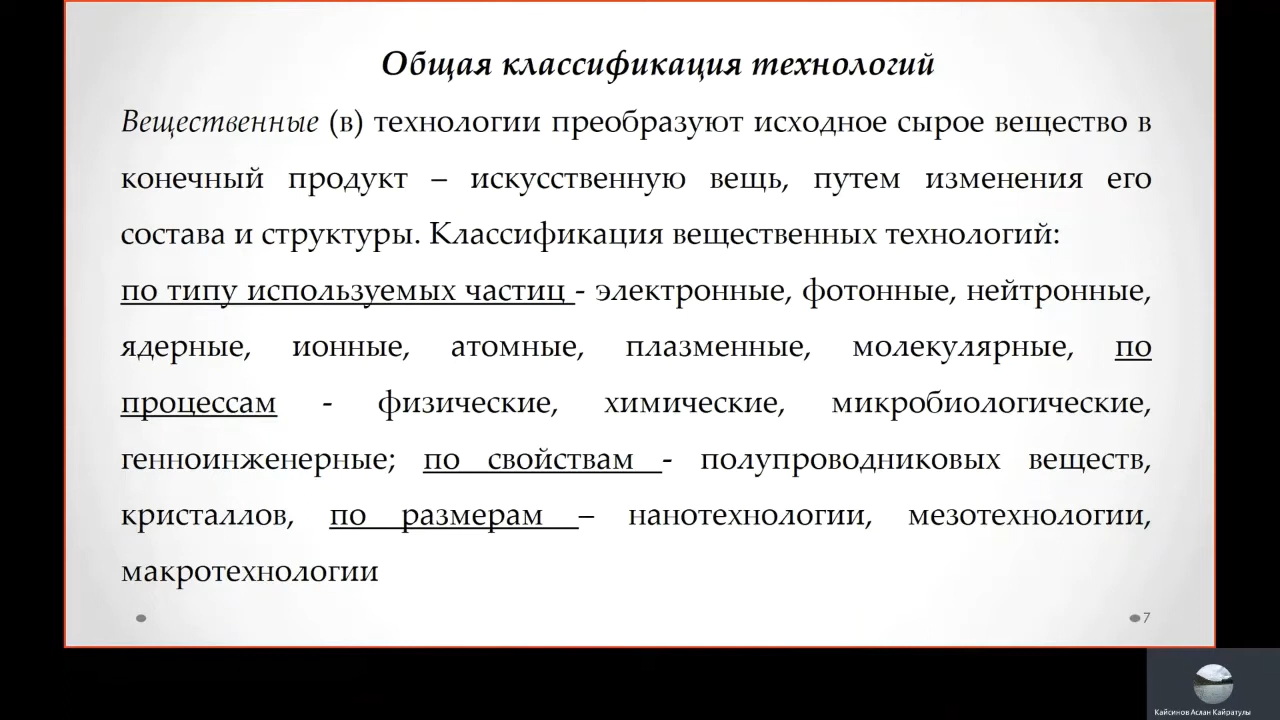 Общая классификация технологий
Вещественные (в) технологии преобразуют исходное сырое вещество в
конечный продукт – искусственную вещь, путем изменения его
состава и структуры. Классификация вещественных технологий:
по типу используемых частиц - электронные, фотонные, нейтронные,
ядерные, ионные, атомные, плазменные, молекулярные, по
процессам - физические, химические, микробиологические,
генноинженерные; по свойствам - полупроводниковых веществ,
кристаллов, по размерам – нанотехнологии, мезотехнологии,
макротехнологии
7
Кайсинов Аслан Кайратулы